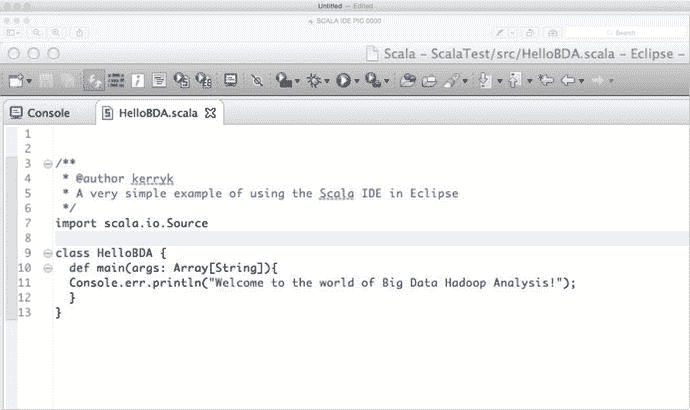 Untitled — Edited
SCALA IDE PIC 0000
Search
Scala - ScalaTest/src/HelloBDA.scala - Eclipse -
Console
HelloBDA.scala
1
2
3 /**
4 * @author kerryk
5 * A very simple example of using the Scala IDE in Eclipse
6 */
7 import scala.io.Source
8
9 class HelloBDA {
10 def main(args: Array[String]){
11 Console.err.println("Welcome to the world of Big Data Hadoop Analysis!");
12 }
13 }